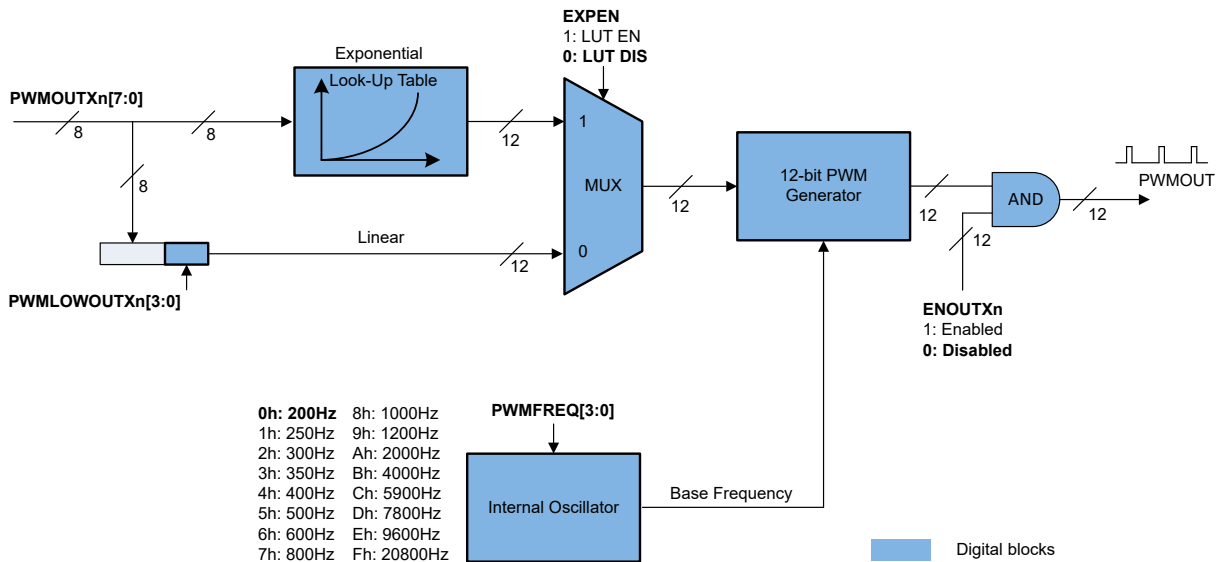 EXPEN
1: LUT EN
0: LUT DIS
Exponential
Look-Up Table
PWMOUTXn[7:0]
8
8
12
1
8
MUX
12
12-bit PWM
Generator
12
AND
12
PWMOUT
12
Linear
12
0
PWMLOWOUTXn[3:0]
ENOUTXn
1: Enabled
0: Disabled
0h: 200Hz 8h: 1000Hz
1h: 250Hz 9h: 1200Hz
2h: 300Hz Ah: 2000Hz
3h: 350Hz Bh: 4000Hz
4h: 400Hz Ch: 5900Hz
5h: 500Hz Dh: 7800Hz
6h: 600Hz Eh: 9600Hz
7h: 800Hz Fh: 20800Hz
PWMFREQ[3:0]
Internal Oscillator
Base Frequency
Digital blocks